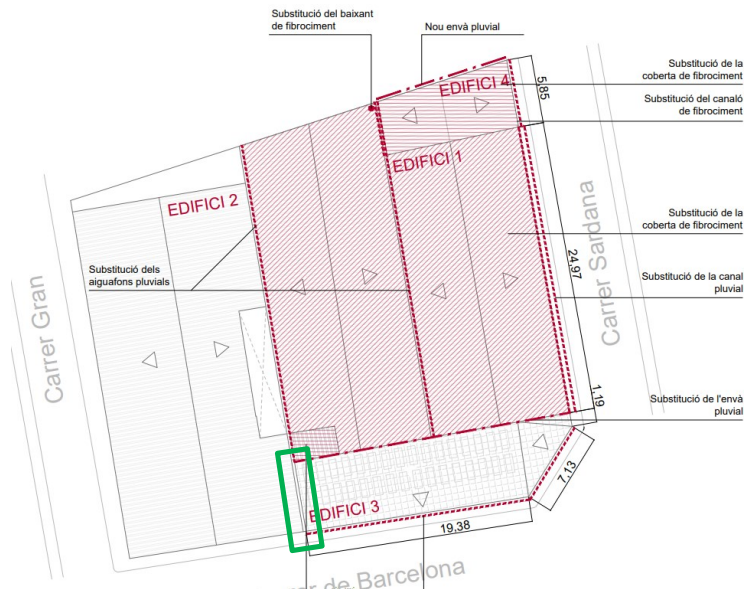 Substitució del baixant
de fibrociment
Nou envà pluvial
Substitució de la
coberta de fibrociment
EDIFICI 4
5,85
Substitució del canaló
de fibrociment
EDIFICI 1
EDIFICI 2
Carrer Sardana
Substitució de la
coberta de fibrociment
24,97
Substitució dels
aiguafons pluvials
Substitució de la canal
pluvial
Carrer Gran
1,19
Substitució de l'envà
pluvial
7,13
EDIFICI 3
19,38
de Barcelona